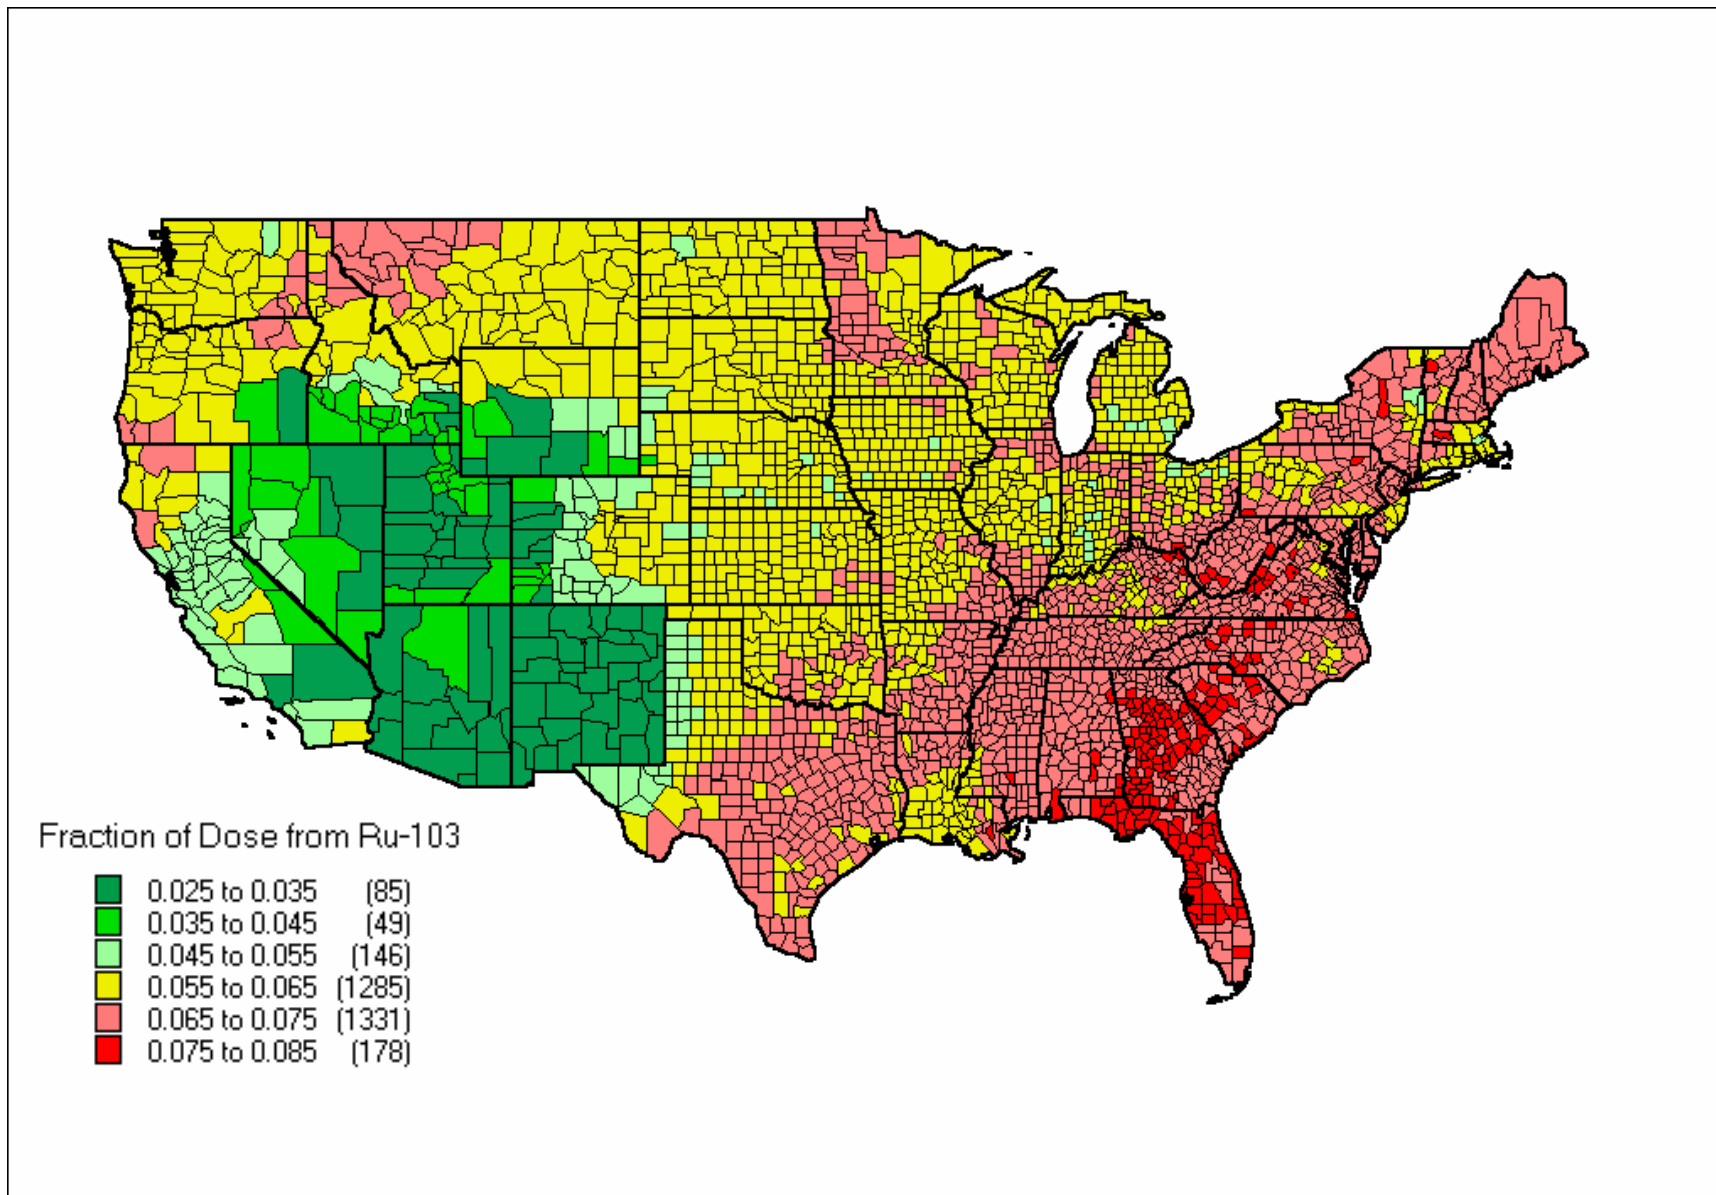 Fraction of Dose from Ru-103
0.025 to 0.035 (85)
0.035 to 0.045 (49)
0.045 to 0.055 (146)
0.055 to 0.065 (1285)
0.065 to 0.075 (1331)
0.075 to 0.085 (178)